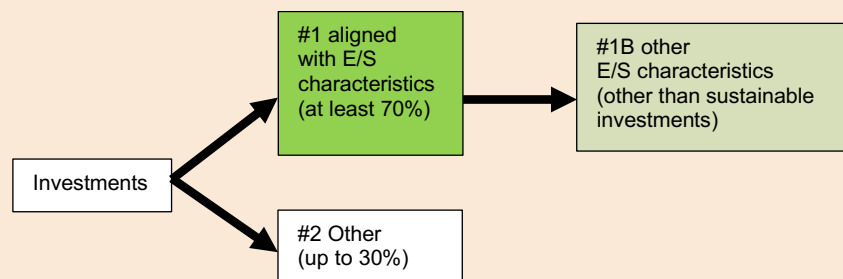 #1 aligned
with E/S
characteristics
(at least 70%)
#1B other
E/S characteristics
(other than sustainable
investments)
Investments
#2 Other
(up to 30%)